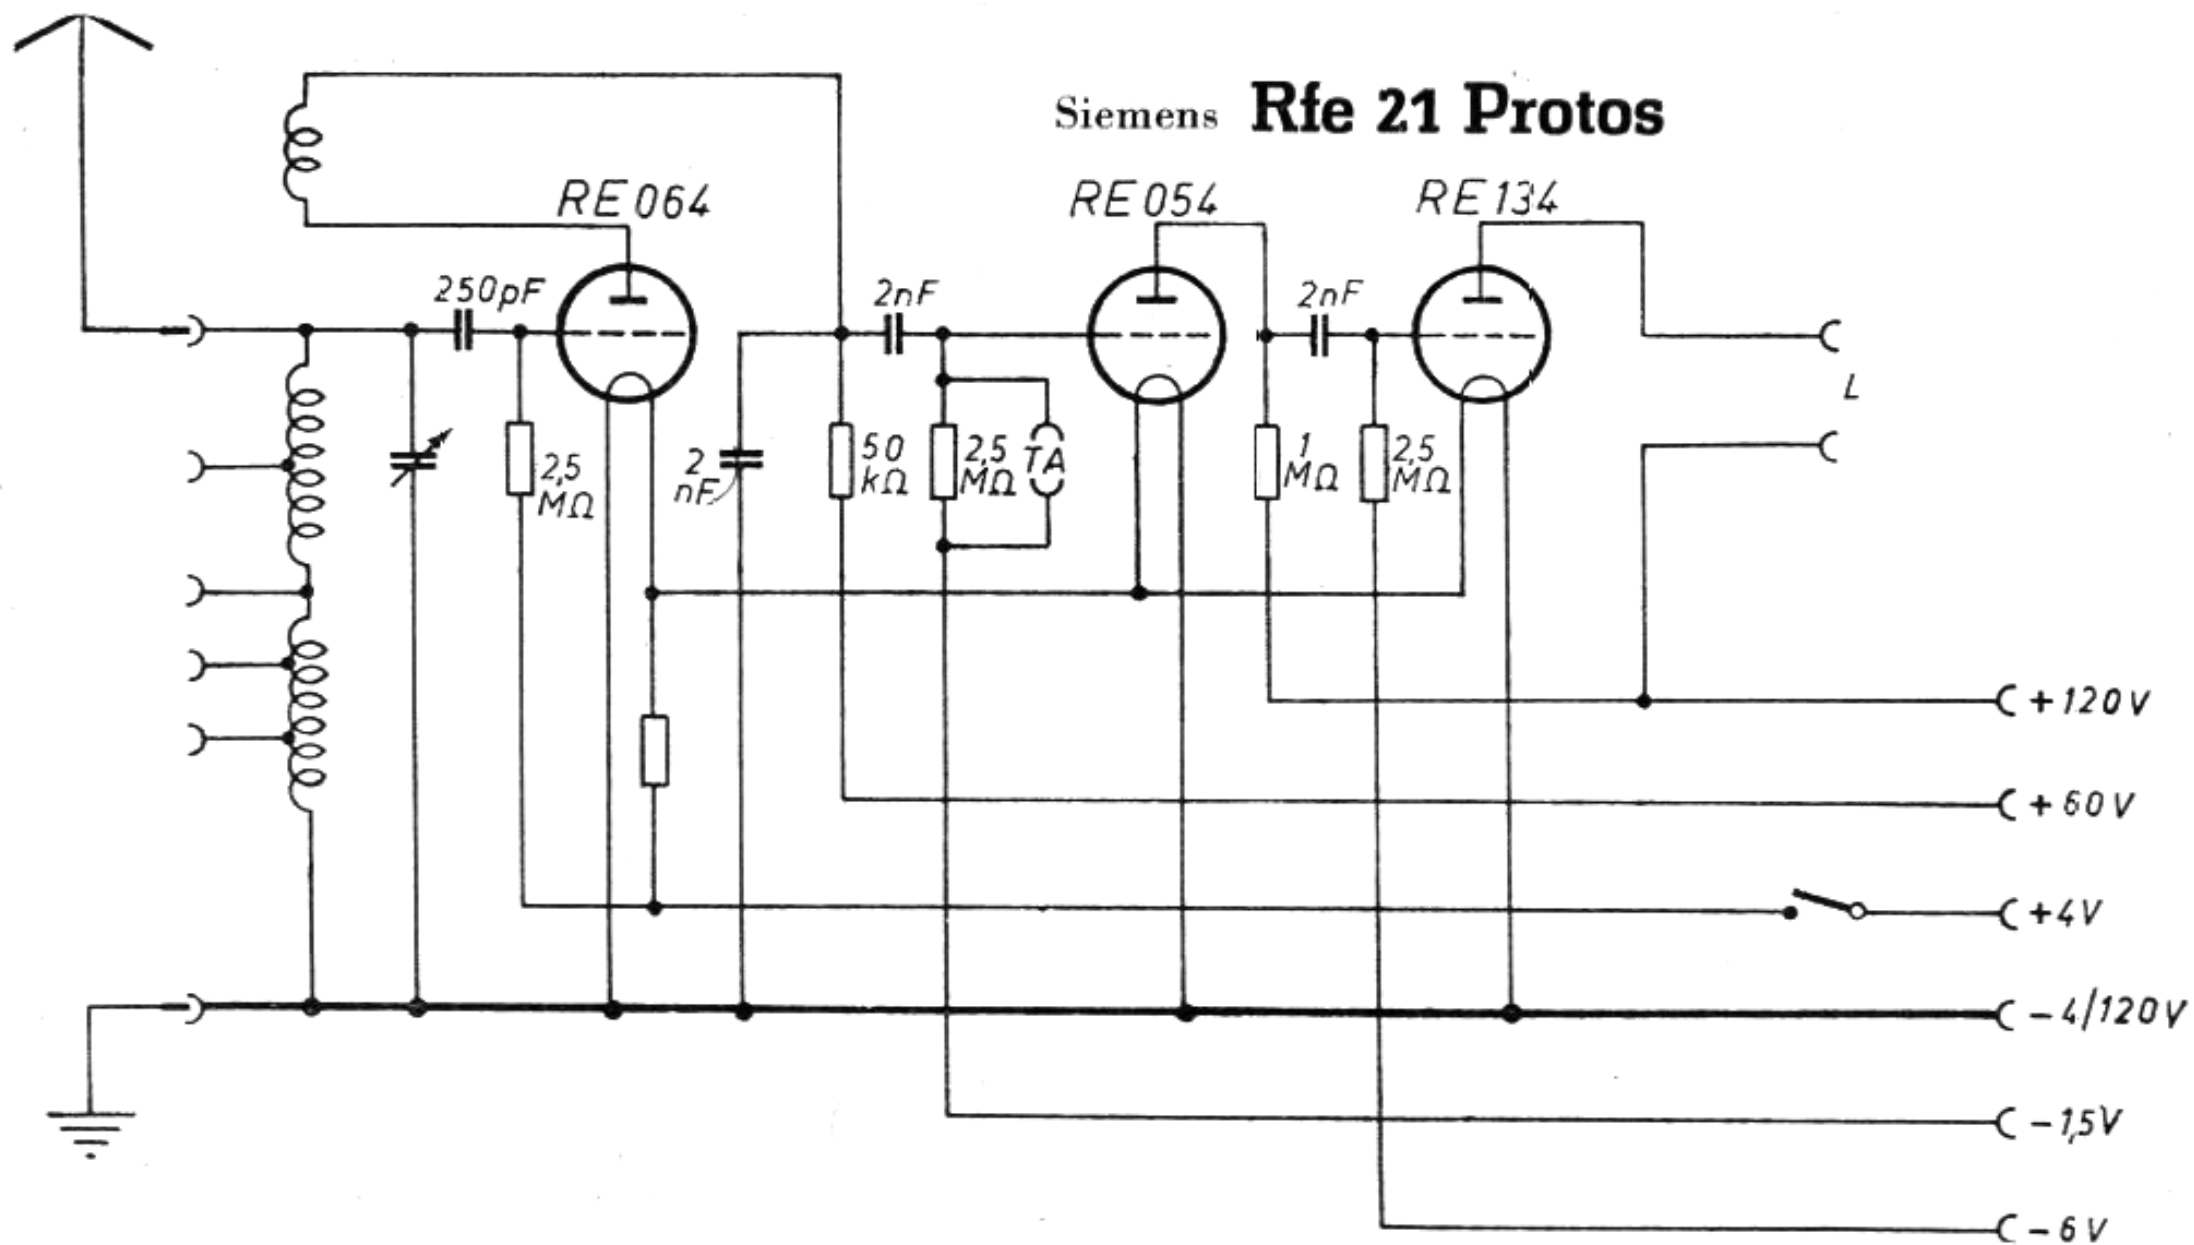 Siemens Rfe 21 Protos
RE 064
RE 054
RE 134
250pF
2nF
2nF
L
2,5
MΩ
2
nF
50
kΩ
2,5
MΩ
TA
1
MΩ
2,5
MΩ
+120V
+60V
+4V
-4/120V
-1,5V
-6V